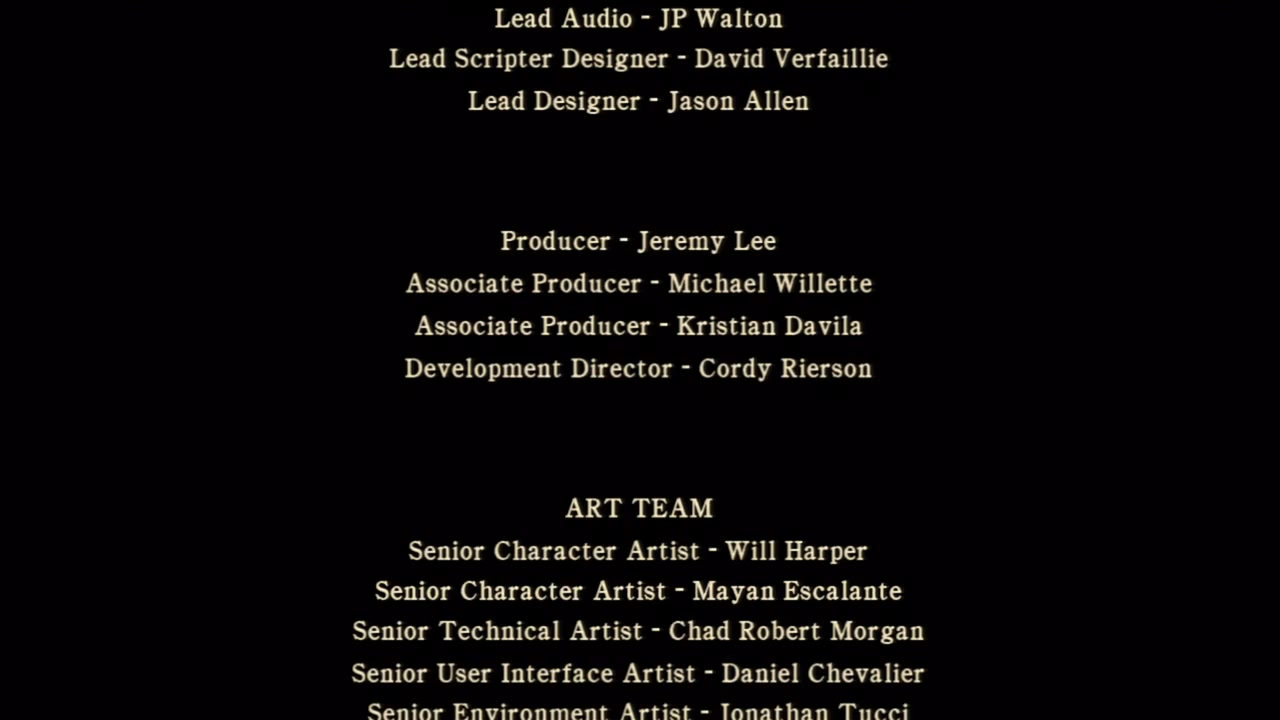 Lead Audio - JP Walton
Lead Scripter Designer - David Verfaillie
Lead Designer - Jason Allen
Producer - Jeremy Lee
Associate Producer - Michael Willette
Associate Producer - Kristian Davila
Development Director - Cordy Rierson
ART TEAM
Senior Character Artist - Will Harper
Senior Character Artist - Mayan Escalante
Senior Technical Artist - Chad Robert Morgan
Senior User Interface Artist - Daniel Chevalier
Senior Environment Artist - Jonathan Tucci